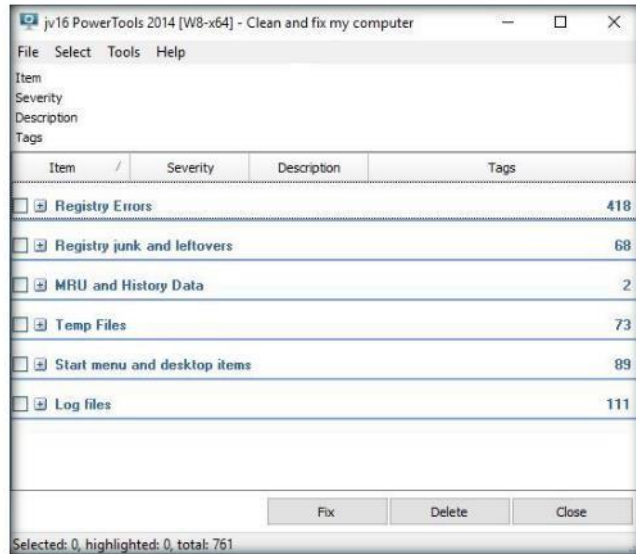 jv16 PowerTools 2014 [W8-x64] - Clean and fix my computer
File Select Tools Help
Item
Severity
Description
Tags
Item Severity Description Tags
Registry Errors 418
Registry junk and leftovers 68
MRU and History Data 2
Temp Files 73
Start menu and desktop items 89
Log files 111
Fix Delete Close
Selected: 0, highlighted: 0, total: 761